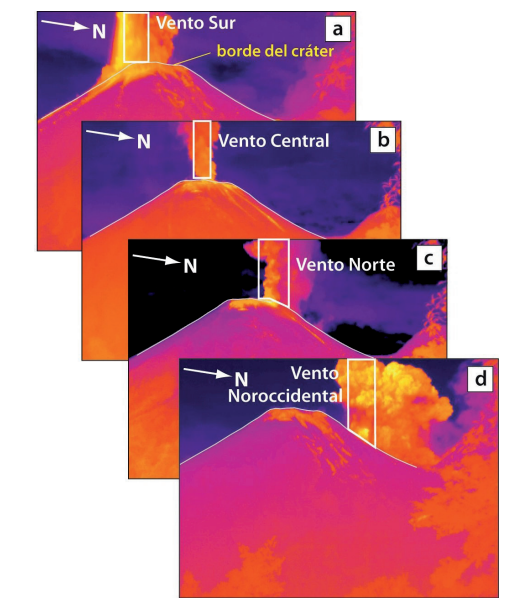 N
Vento Sur
a
borde del cráter
N
Vento Central
b
N
Vento Norte
c
N
Vento
Noroccidental
d